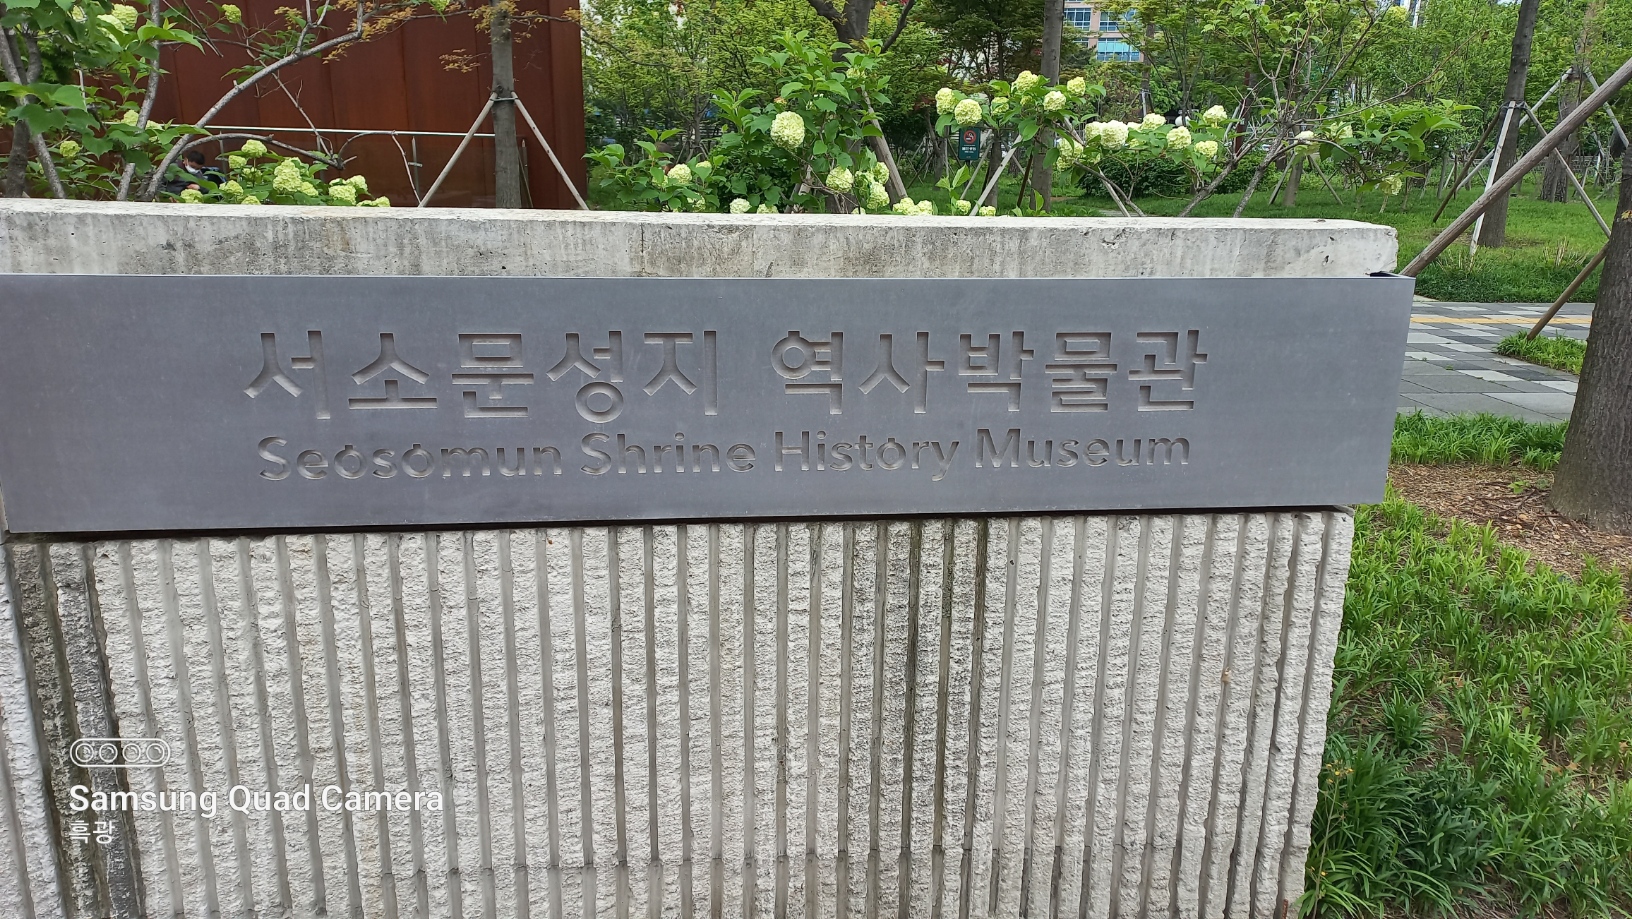 서소문성지 역사박물관
Seosomun Shrine History Museum
Samsung Quad Camera
흑광